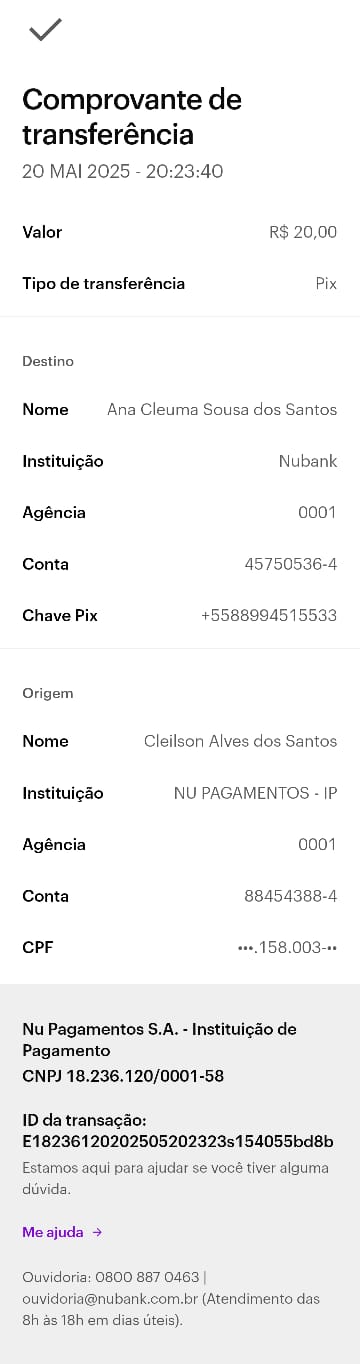 Comprovante de
transferência
20 MAI 2025 - 20:23:40
Valor R$ 20,00
Tipo de transferência Pix
Destino
Nome Ana Cleuma Sousa dos Santos
Instituição Nubank
Agência 0001
Conta 45750536-4
Chave Pix +5588994515533
Origem
Nome Cleilson Alves dos Santos
Instituição NU PAGAMENTOS - IP
Agência 0001
Conta 88454388-4
CPF •••.158.003-••
Nu Pagamentos S.A. - Instituição de
Pagamento
CNPJ 18.236.120/0001-58
ID da transação:
E18236120202505202323s154055bd8b
Estamos aqui para ajudar se você tiver alguma
dúvida.
Me ajuda →
Ouvidoria: 0800 887 0463 |
ouvidoria@nubank.com.br (Atendimento das
8h às 18h em dias úteis).